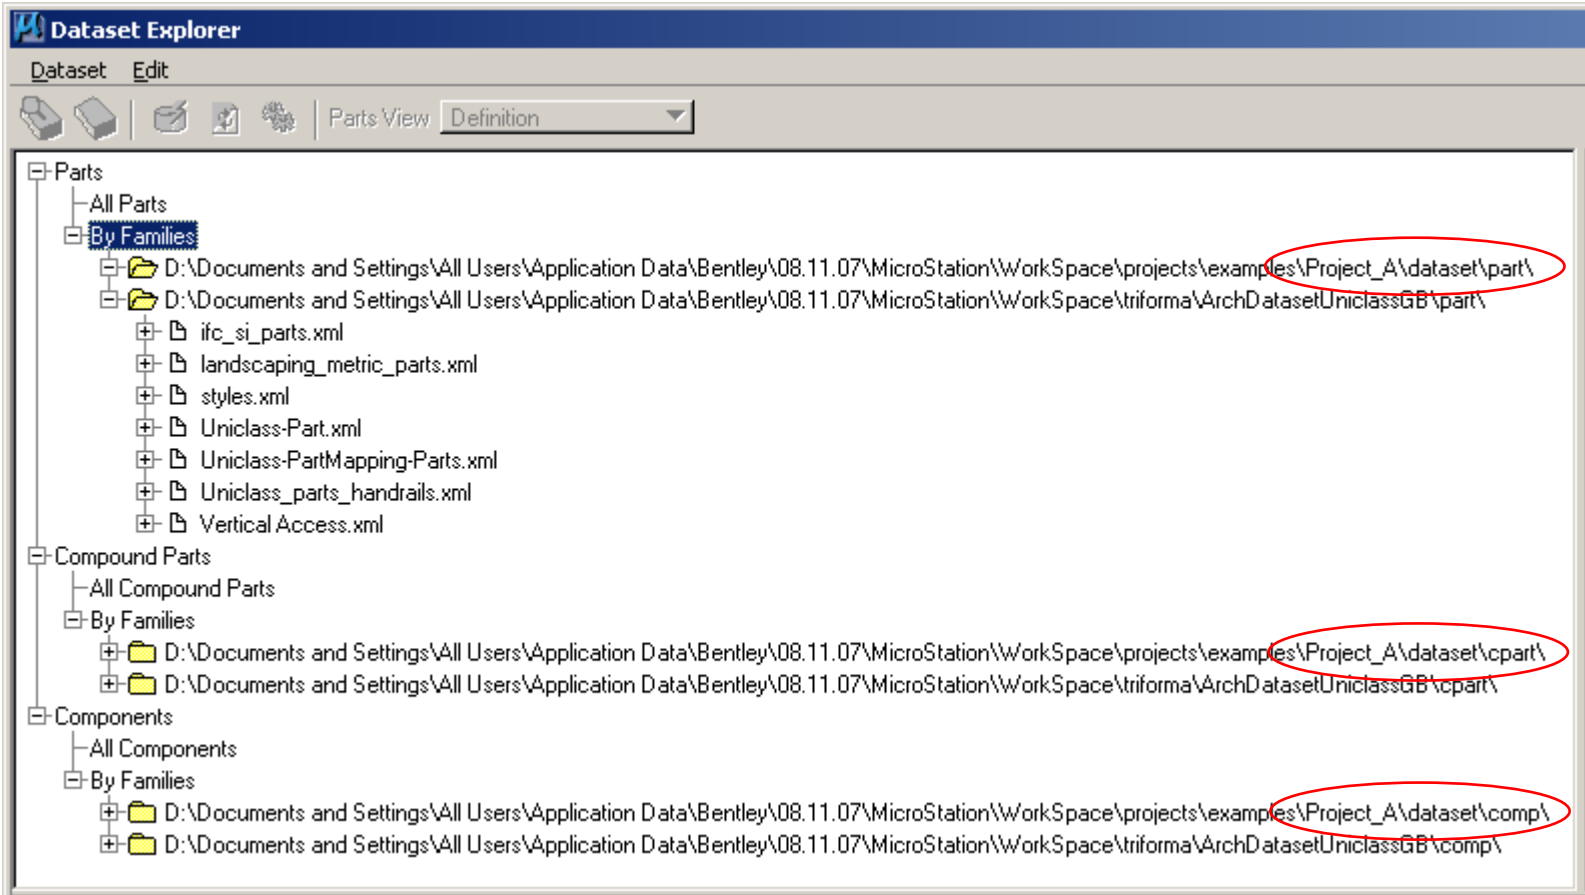 Dataset Explorer
Dataset Edit
Parts View Definition
Parts
All Parts
By Families
D:\Documents and Settings\All Users\Application Data\Bentley\08.11.07\MicroStation\WorkSpace\projects\examples\Project_A\dataset\part\
D:\Documents and Settings\All Users\Application Data\Bentley\08.11.07\MicroStation\WorkSpace\triforma\ArchDatasetUniclassGB\part\
ifc_si_parts.xml
landscaping_metric_parts.xml
styles.xml
Uniclass-Part.xml
Uniclass-PartMapping-Parts.xml
Uniclass_parts_handrails.xml
Vertical Access.xml
Compound Parts
All Compound Parts
By Families
D:\Documents and Settings\All Users\Application Data\Bentley\08.11.07\MicroStation\WorkSpace\projects\examples\Project_A\dataset\cpart\
D:\Documents and Settings\All Users\Application Data\Bentley\08.11.07\MicroStation\WorkSpace\triforma\ArchDatasetUniclassGB\cpart\
Components
All Components
By Families
D:\Documents and Settings\All Users\Application Data\Bentley\08.11.07\MicroStation\WorkSpace\projects\examples\Project_A\dataset\comp\
D:\Documents and Settings\All Users\Application Data\Bentley\08.11.07\MicroStation\WorkSpace\triforma\ArchDatasetUniclassGB\comp\